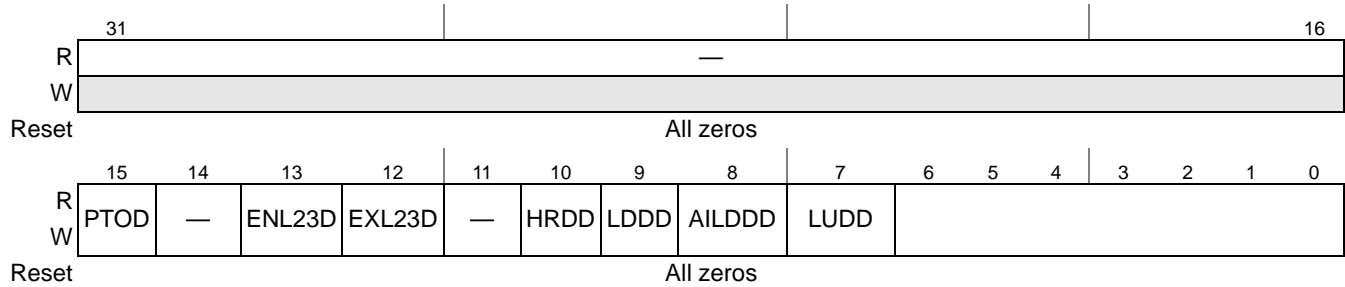 31 16
R —
W
Reset All zeros
15 14 13 12 11 10 9 8 7 6 5 4 3 2 1 0
R
W PTOD — ENL23D EXL23D — HRDD LDDD AILDDD LUDD
Reset All zeros